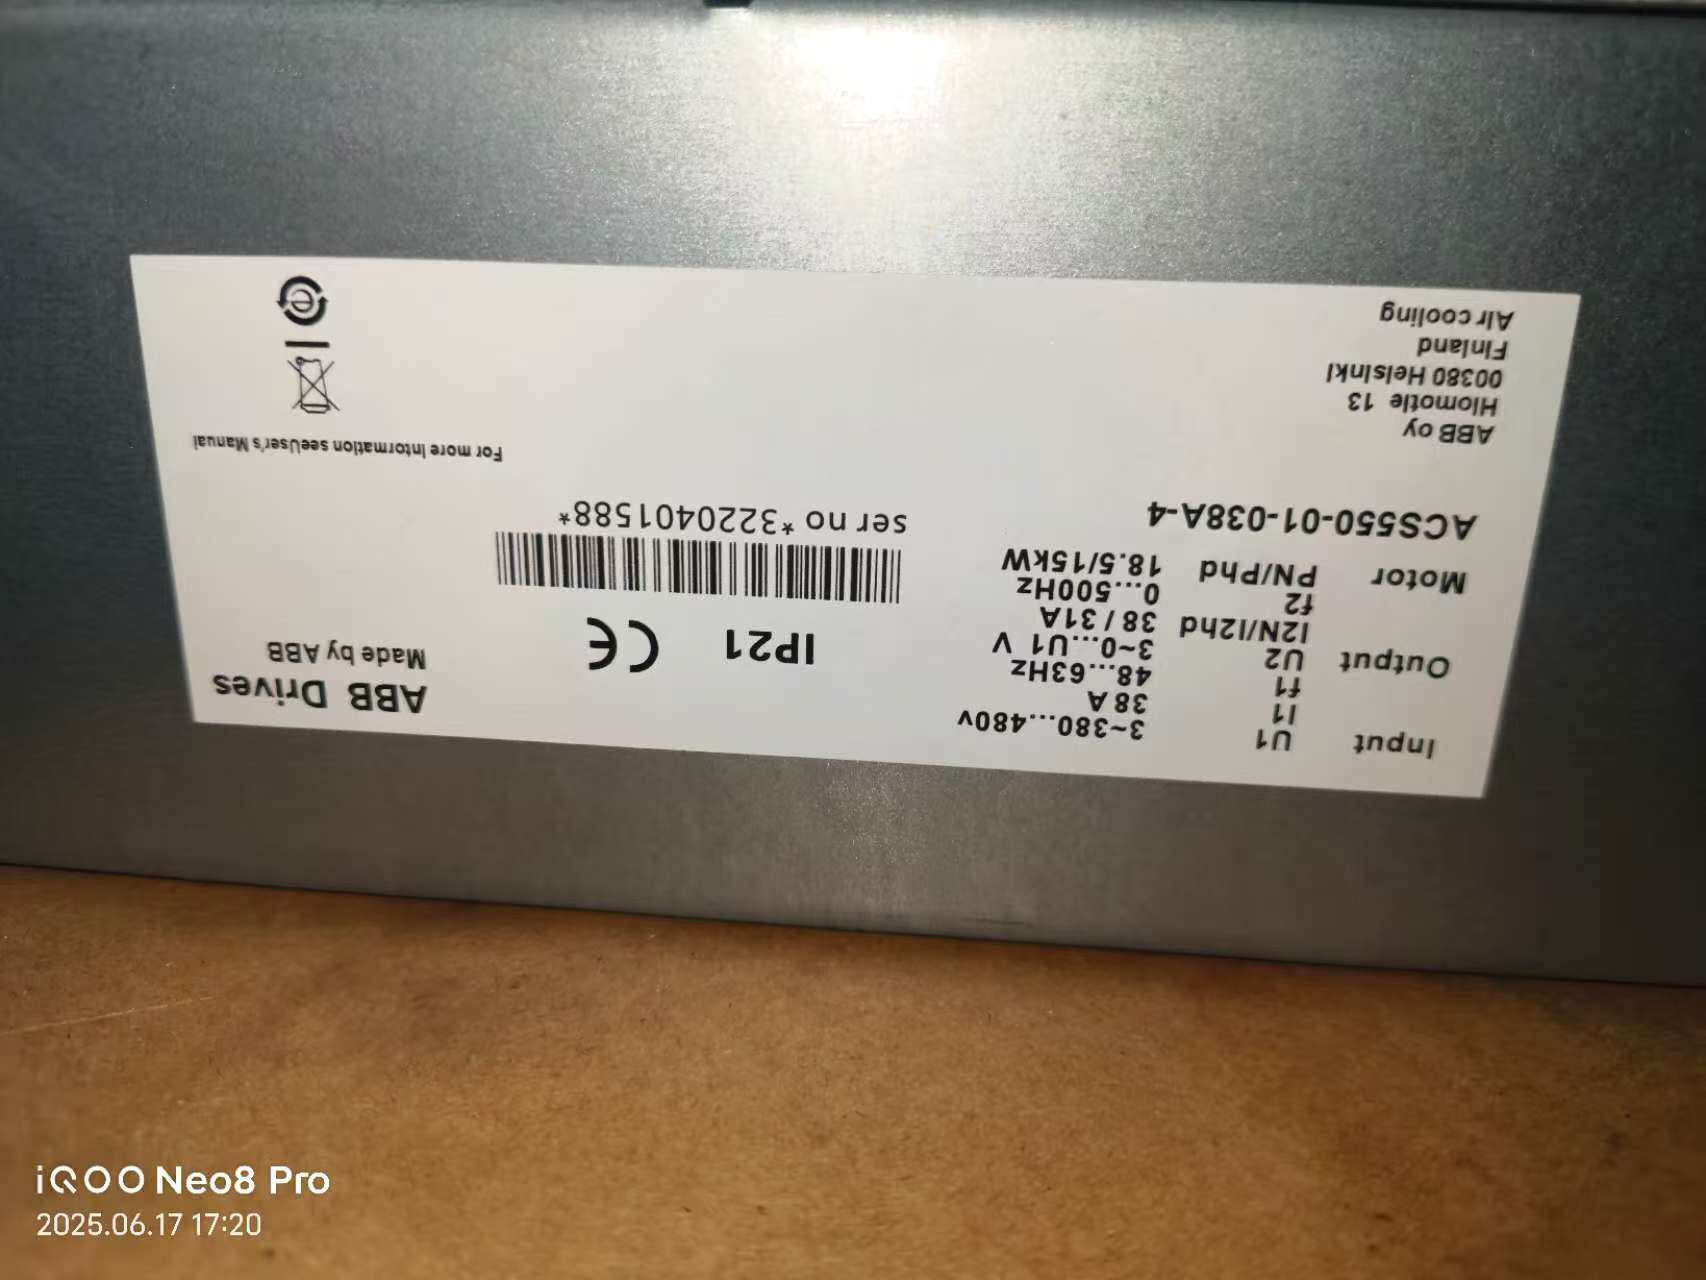 ABB oy
Hiomotie 13
00380 Helsinki
Finland
Air cooling
ACS550-01-038A-4
Input U1 3~380...480v
I1 38 A
f1 48...63Hz
Output U2 3~0...U1 V
I2N/I2hd 38 / 31A
f2 0...500Hz
Motor PN/Phd 18.5/15kW
IP21 CE
ser no *3220401588*
ABB Drives
Made by ABB
For more Information seeUser's Manual
e
iQOO Neo8 Pro
2025.06.17 17:20